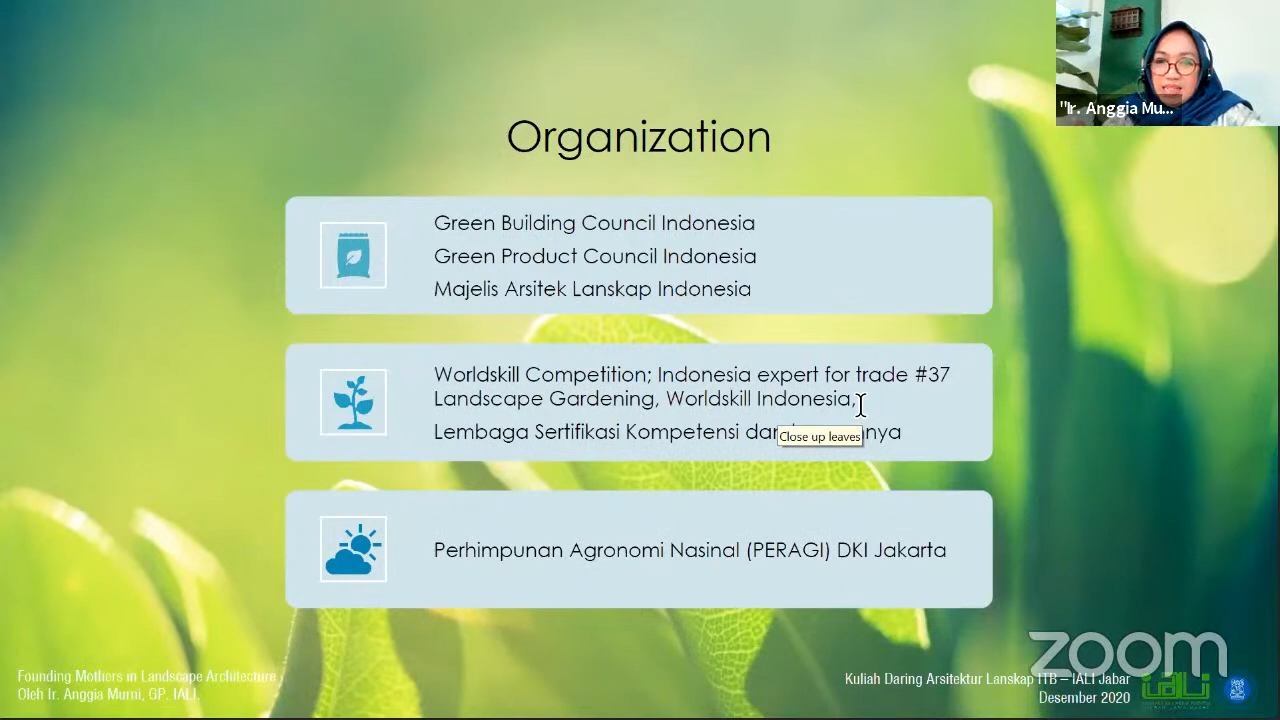 Organization
Green Building Council Indonesia
Green Product Council Indonesia
Majelis Arsitek Lanskap Indonesia
Worldskill Competition; Indonesia expert for trade #37
Landscape Gardening, Worldskill Indonesia,
Lembaga Sertifikasi Kompetensi
Close up leaves
Perhimpunan Agronomi Nasinal (PERAGI) DKI Jakarta
"Ir. Anggia Mu...
Founding Mothers in Landscape Architecture
Oleh Ir. Anggia Murni, GP. IALI.
zoom
Kuliah Daring Arsitektur Lanskap ITB – IALI Jabar
Desember 2020
iali